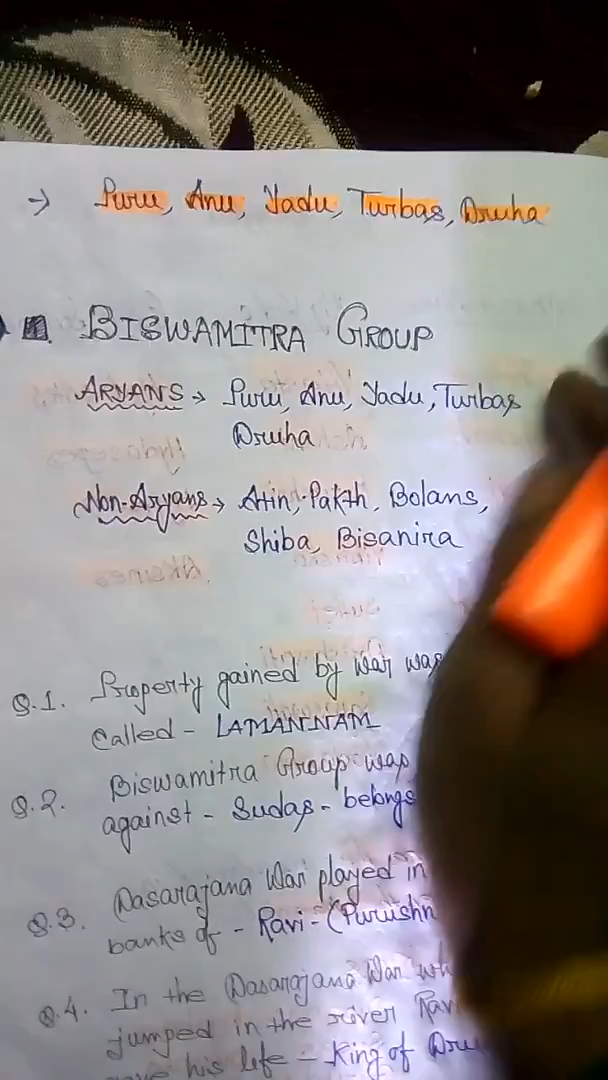 → Puru, Anu, Yadu, Turbas, Druha
BISWAMITRA GROUP
ARYANS → Puru, Anu, Yadu, Turbas
Druha
Non-Aryans → Atin, Pakth, Bolans,
Shiba, Bisanira
Q.1. Property gained by war was
called - LAMANNAM
Q.2. Biswamitra Group was
against - Sudas - belongs
Q.3. Dasarajana War played in
banks of - Ravi - (Purushn
Q.4. In the Dasarajana War
jumped in the river Rav
his life - King of Dru